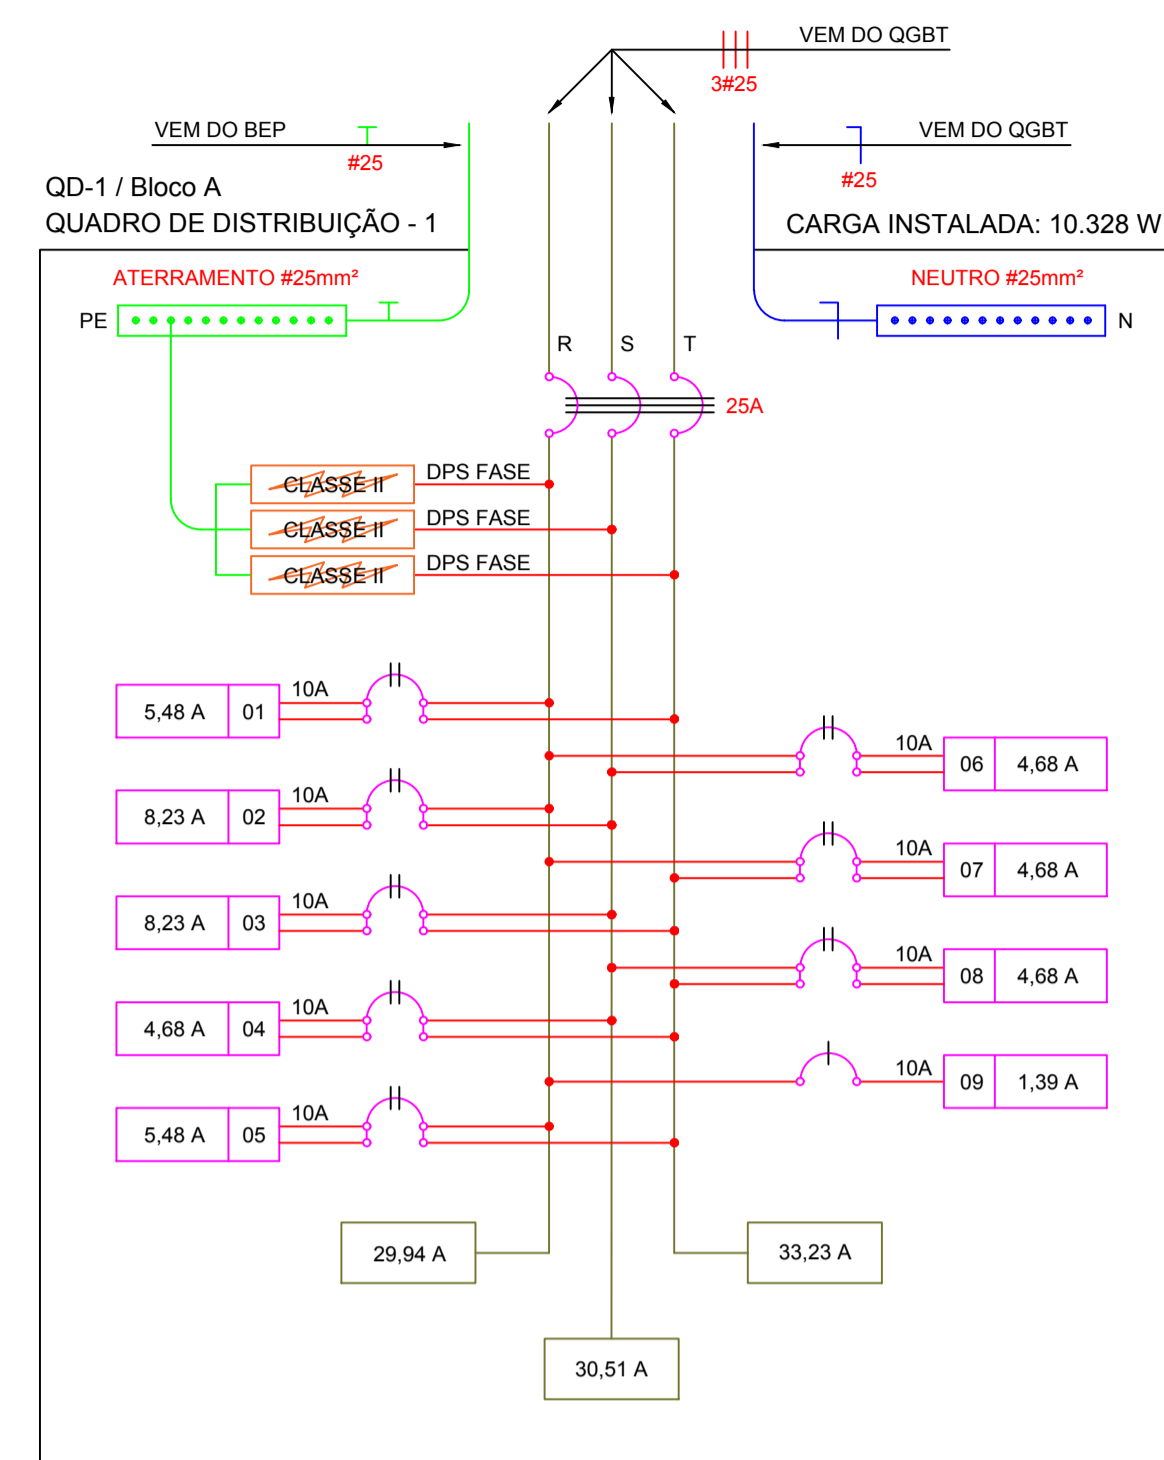 VEM DO QGBT
3#25
VEM DO BEP
#25
VEM DO QGBT
#25
QD-1 / Bloco A
QUADRO DE DISTRIBUIÇÃO - 1
CARGA INSTALADA: 10.328 W
ATERRAMENTO #25mm²
NEUTRO #25mm²
PE
N
R S T
25A
CLASSE II DPS FASE
CLASSE II DPS FASE
CLASSE II DPS FASE
5,48 A 01 10A
10A 06 4,68 A
8,23 A 02 10A
10A 07 4,68 A
8,23 A 03 10A
10A 08 4,68 A
4,68 A 04 10A
10A 09 1,39 A
5,48 A 05 10A
29,94 A
33,23 A
30,51 A